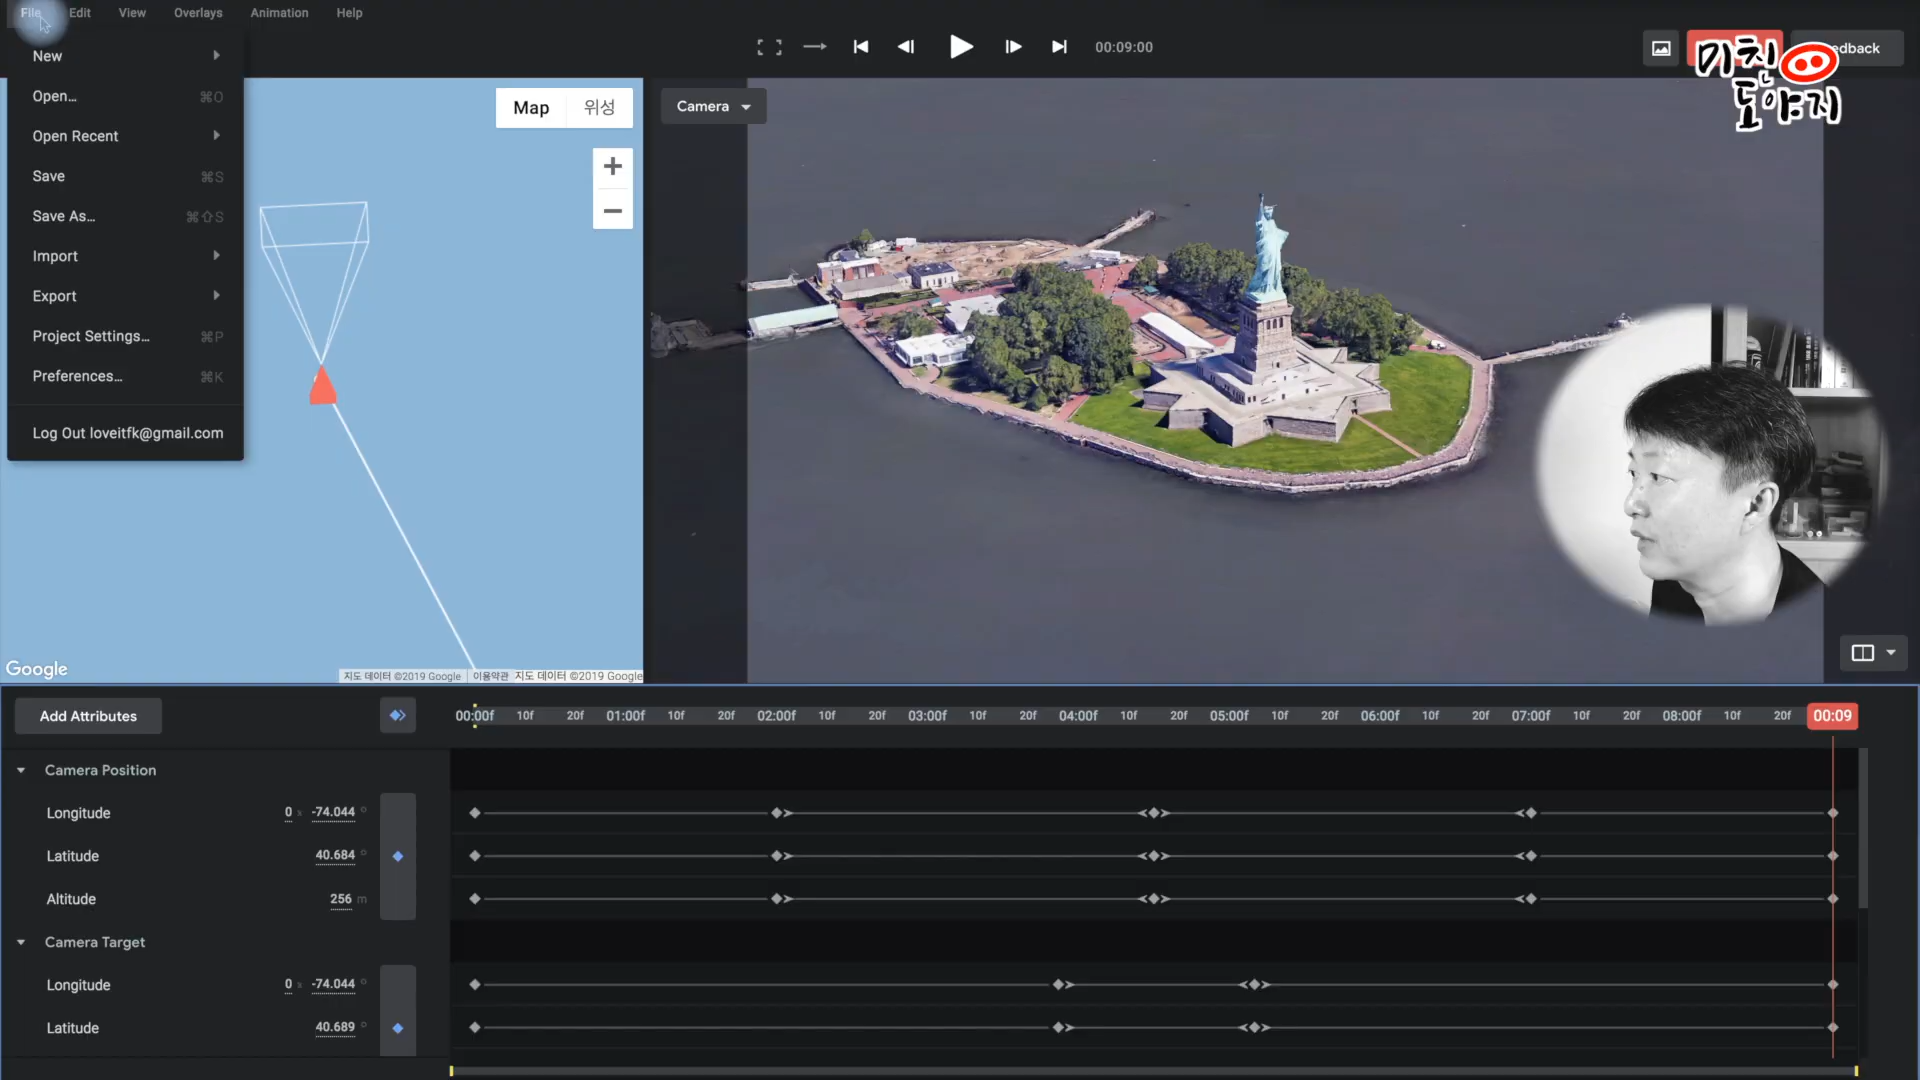 File Edit View Overlays Animation Help
00:09:00
edback
미친
도야지
New
Open... ⌘O
Open Recent
Save ⌘S
Save As... ⌘⇧S
Import
Export
Project Settings... ⌘P
Preferences... ⌘K
Log Out loveitfk@gmail.com
Map 위성
Camera
Google
지도 데이터 ©2019 Google 이용약관 지도 데이터 ©2019 Google
Add Attributes
00:00f 10f 20f 01:00f 10f 20f 02:00f 10f 20f 03:00f 10f 20f 04:00f 10f 20f 05:00f 10f 20f 06:00f 10f 20f 07:00f 10f 20f 08:00f 10f 20f 00:09
Camera Position
Longitude 0 x -74.044 °
Latitude 40.684 °
Altitude 256 m
Camera Target
Longitude 0 x -74.044 °
Latitude 40.689 °